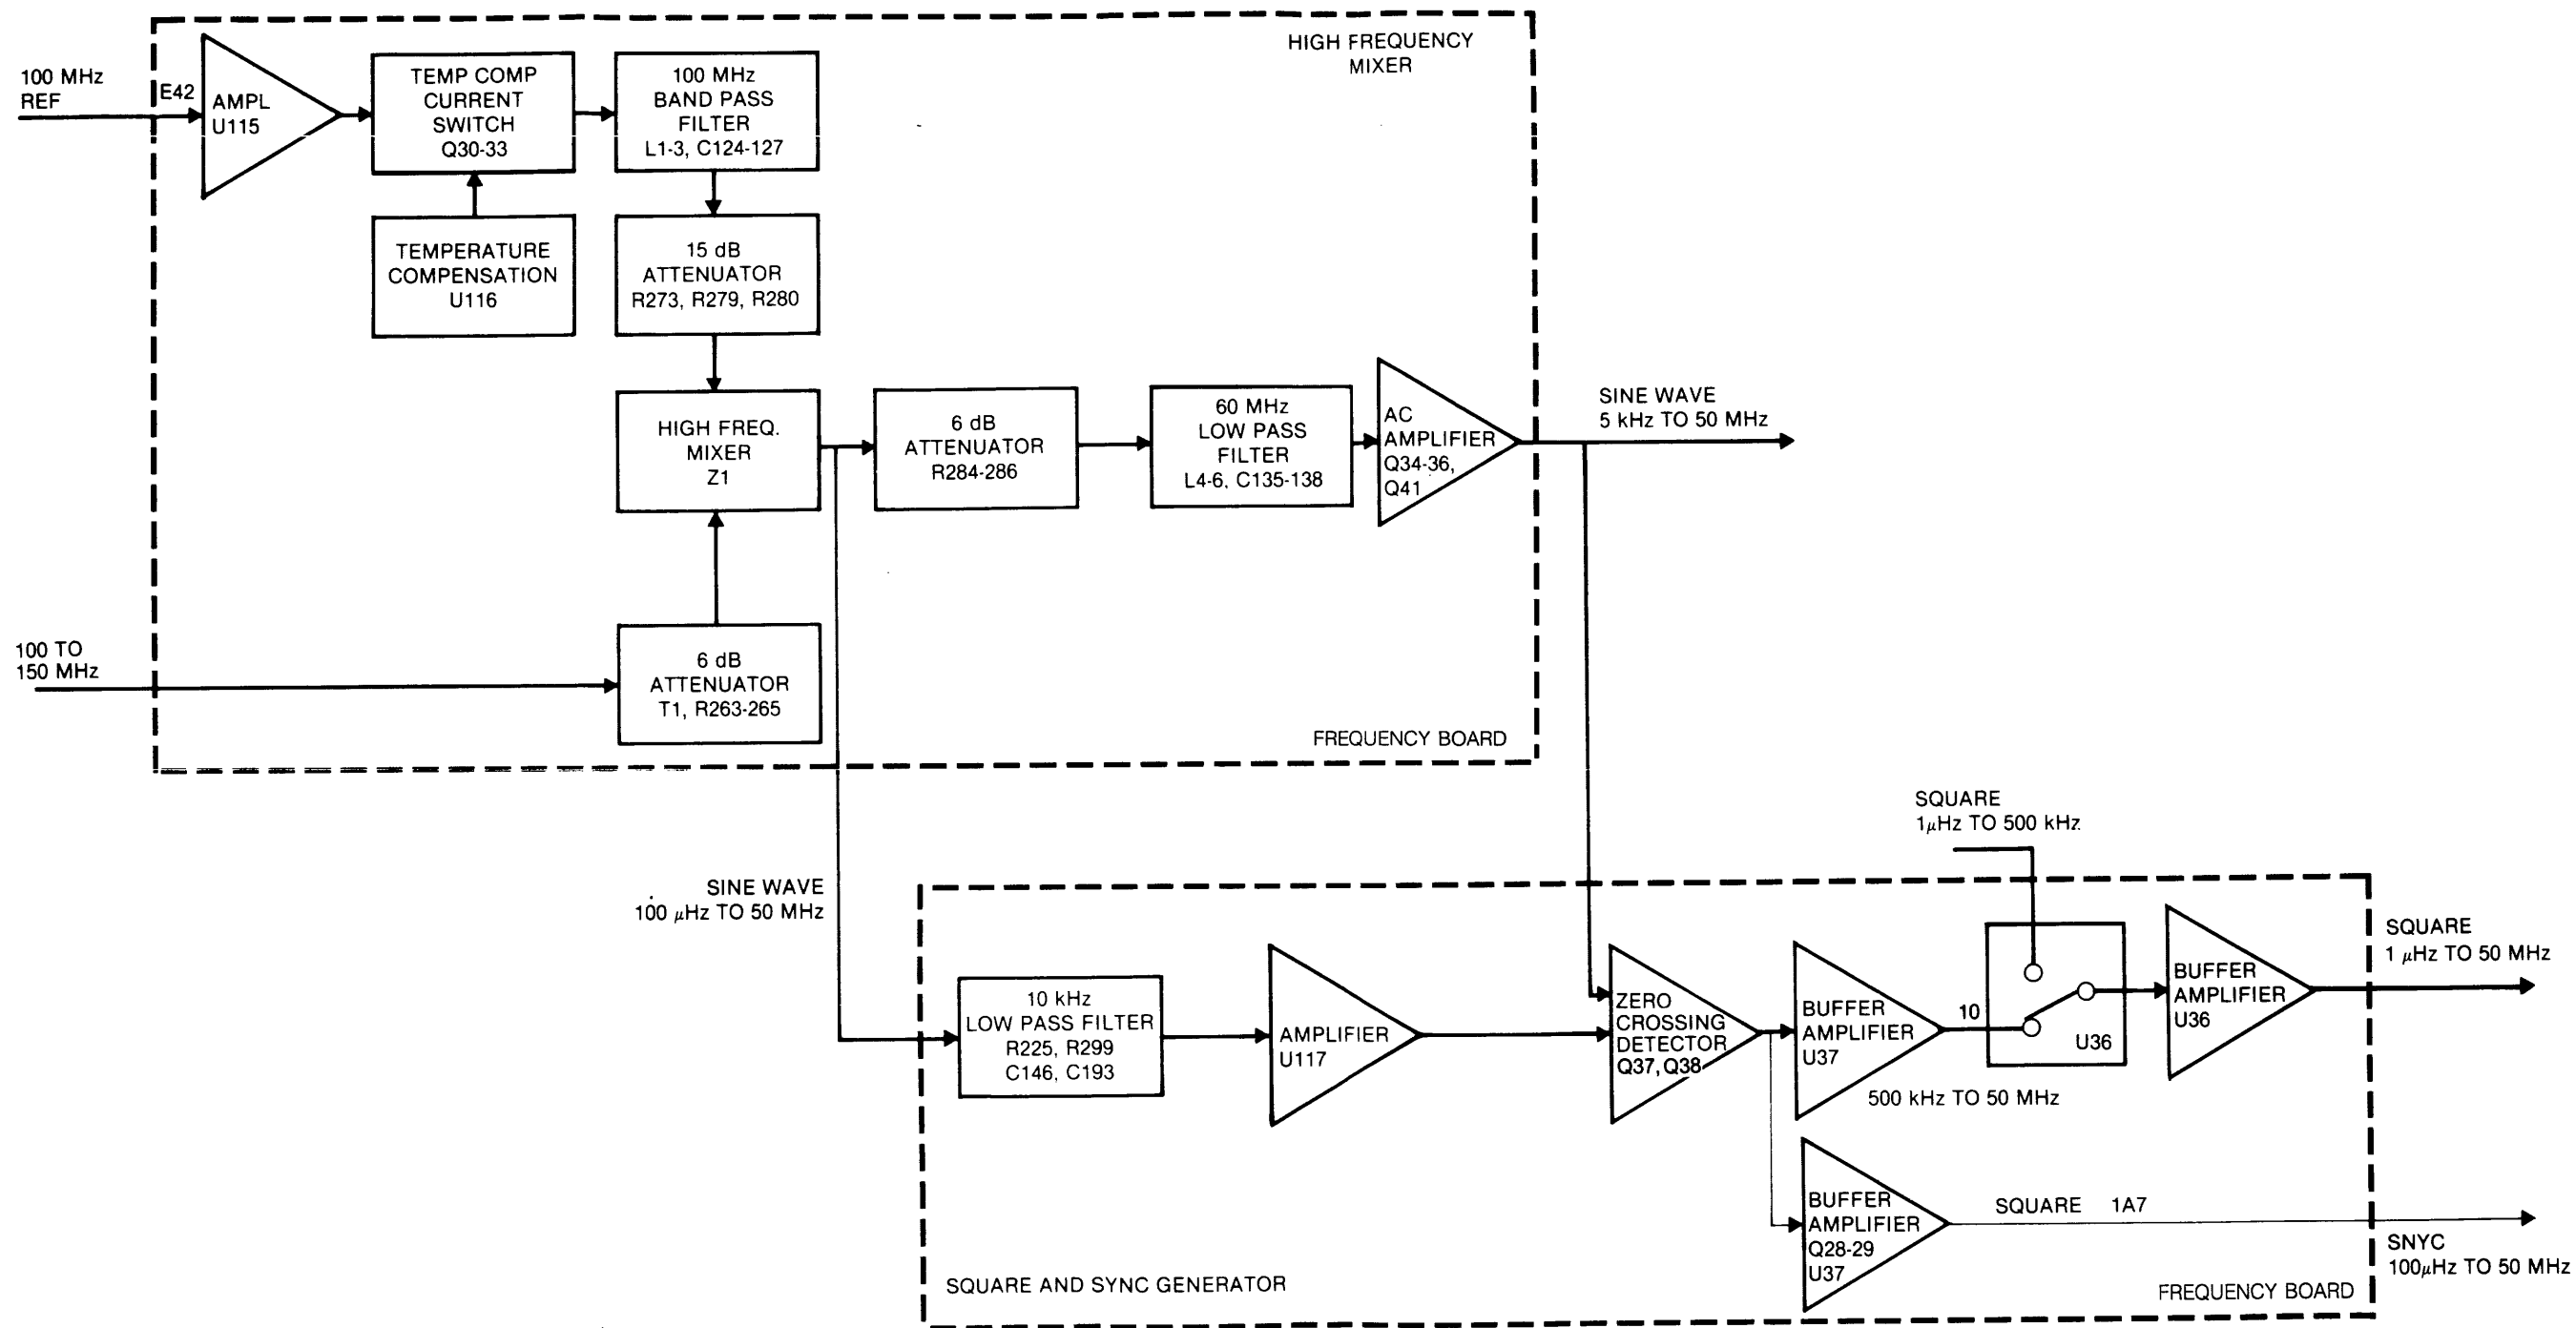 HIGH FREQUENCY
MIXER
100 MHz
REF
E42
AMPL
U115
TEMP COMP
CURRENT
SWITCH
Q30-33
100 MHz
BAND PASS
FILTER
L1-3, C124-127
TEMPERATURE
COMPENSATION
U116
15 dB
ATTENUATOR
R273, R279, R280
HIGH FREQ.
MIXER
Z1
6 dB
ATTENUATOR
R284-286
60 MHz
LOW PASS
FILTER
L4-6, C135-138
AC
AMPLIFIER
Q34-36,
Q41
SINE WAVE
5 kHz TO 50 MHz
100 TO
150 MHz
6 dB
ATTENUATOR
T1, R263-265
FREQUENCY BOARD
SQUARE
1μHz TO 500 kHz
SINE WAVE
100 μHz TO 50 MHz
10 kHz
LOW PASS FILTER
R225, R299
C146, C193
AMPLIFIER
U117
ZERO
CROSSING
DETECTOR
Q37, Q38
BUFFER
AMPLIFIER
U37
10
U36
BUFFER
AMPLIFIER
U36
SQUARE
1 μHz TO 50 MHz
500 kHz TO 50 MHz
BUFFER
AMPLIFIER
Q28-29
U37
SQUARE 1A7
SNYC
100μHz TO 50 MHz
SQUARE AND SYNC GENERATOR
FREQUENCY BOARD